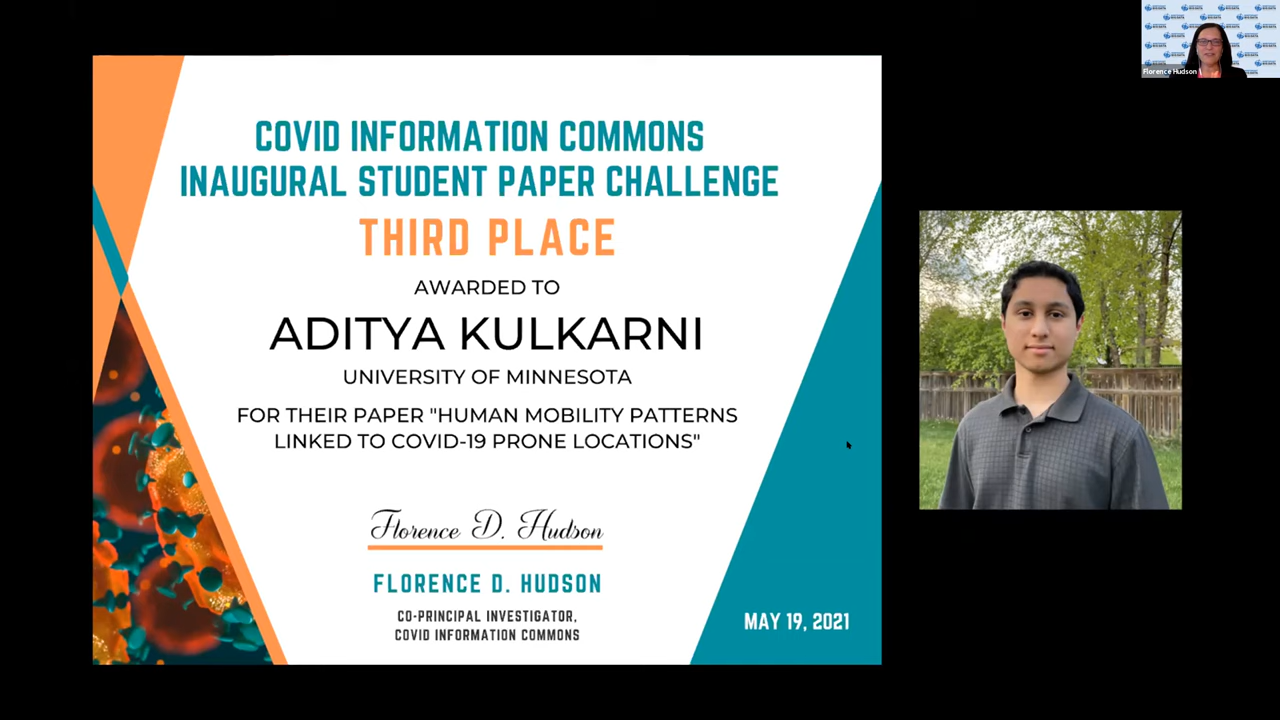 COVID INFORMATION COMMONS
INAUGURAL STUDENT PAPER CHALLENGE
THIRD PLACE
AWARDED TO
ADITYA KULKARNI
UNIVERSITY OF MINNESOTA
FOR THEIR PAPER "HUMAN MOBILITY PATTERNS
LINKED TO COVID-19 PRONE LOCATIONS"
Florence D. Hudson
FLORENCE D. HUDSON
CO-PRINCIPAL INVESTIGATOR,
COVID INFORMATION COMMONS
MAY 19, 2021
Florence Hudson